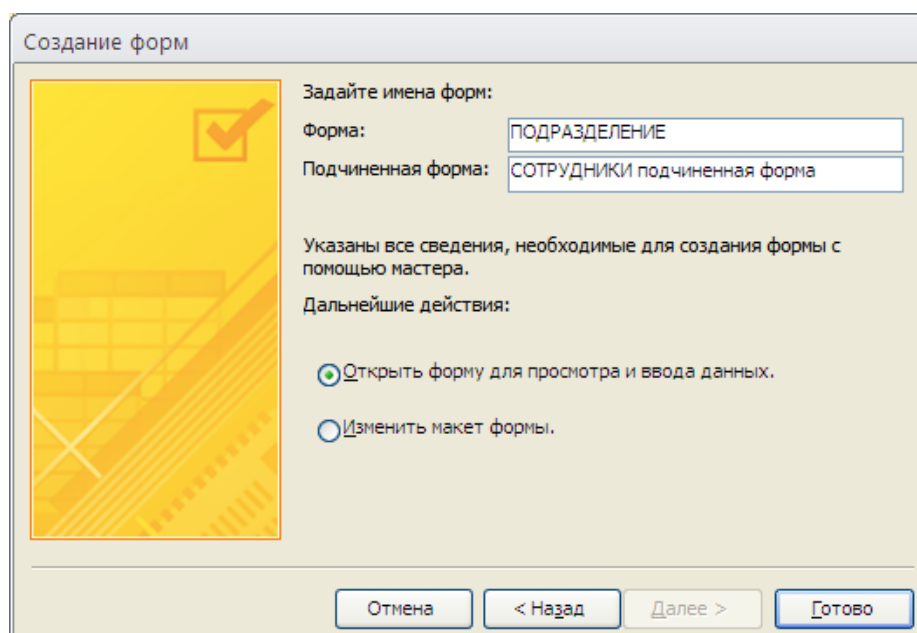 Создание форм
Задайте имена форм:
Форма: ПОДРАЗДЕЛЕНИЕ
Подчиненная форма: СОТРУДНИКИ подчиненная форма
Указаны все сведения, необходимые для создания формы с
помощью мастера.
Дальнейшие действия:
Открыть форму для просмотра и ввода данных.
Изменить макет формы.
Отмена < Назад Далее > Готово